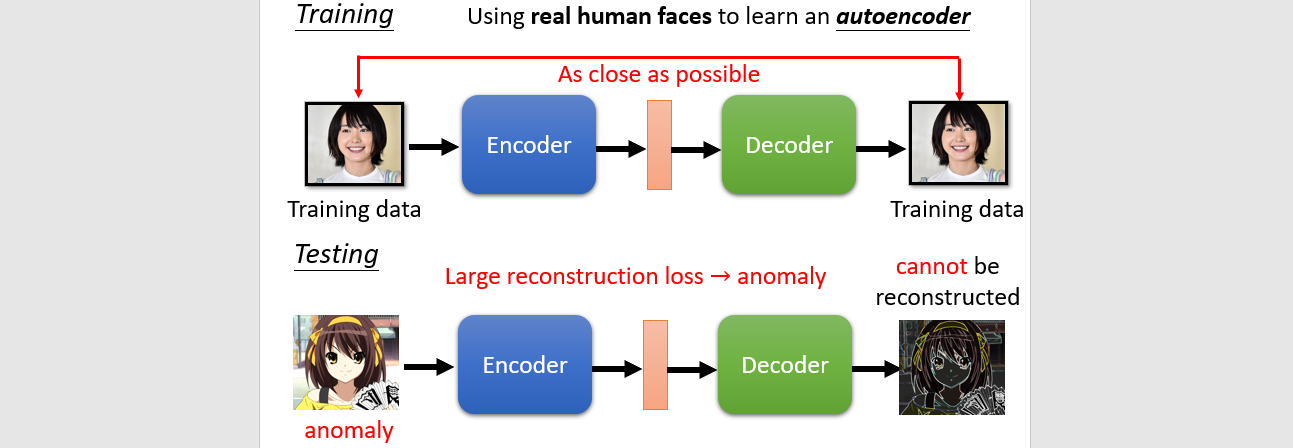 Training
Using real human faces to learn an autoencoder
As close as possible
Encoder
Decoder
Training data
Training data
Testing
Large reconstruction loss → anomaly
cannot be
reconstructed
Encoder
Decoder
anomaly